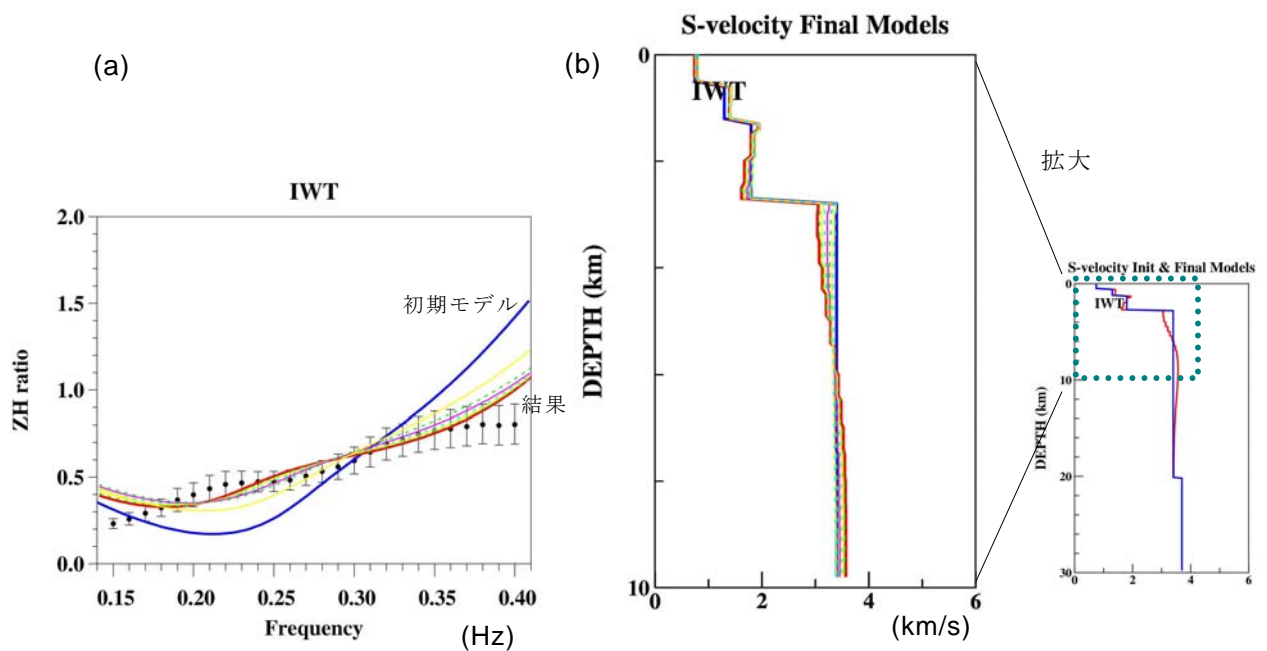 (a)
IWT
2.0
1.5
1.0
0.5
0.0
ZH ratio
初期モデル
結果
0.15 0.20 0.25 0.30 0.35 0.40
Frequency (Hz)
(b)
S-velocity Final Models
0
IWT
DEPTH (km)
10
0 2 4 6
(km/s)
拡大
S-velocity Init & Final Models
0
IWT
10
DEPTH (km)
20
30
0 2 4 6